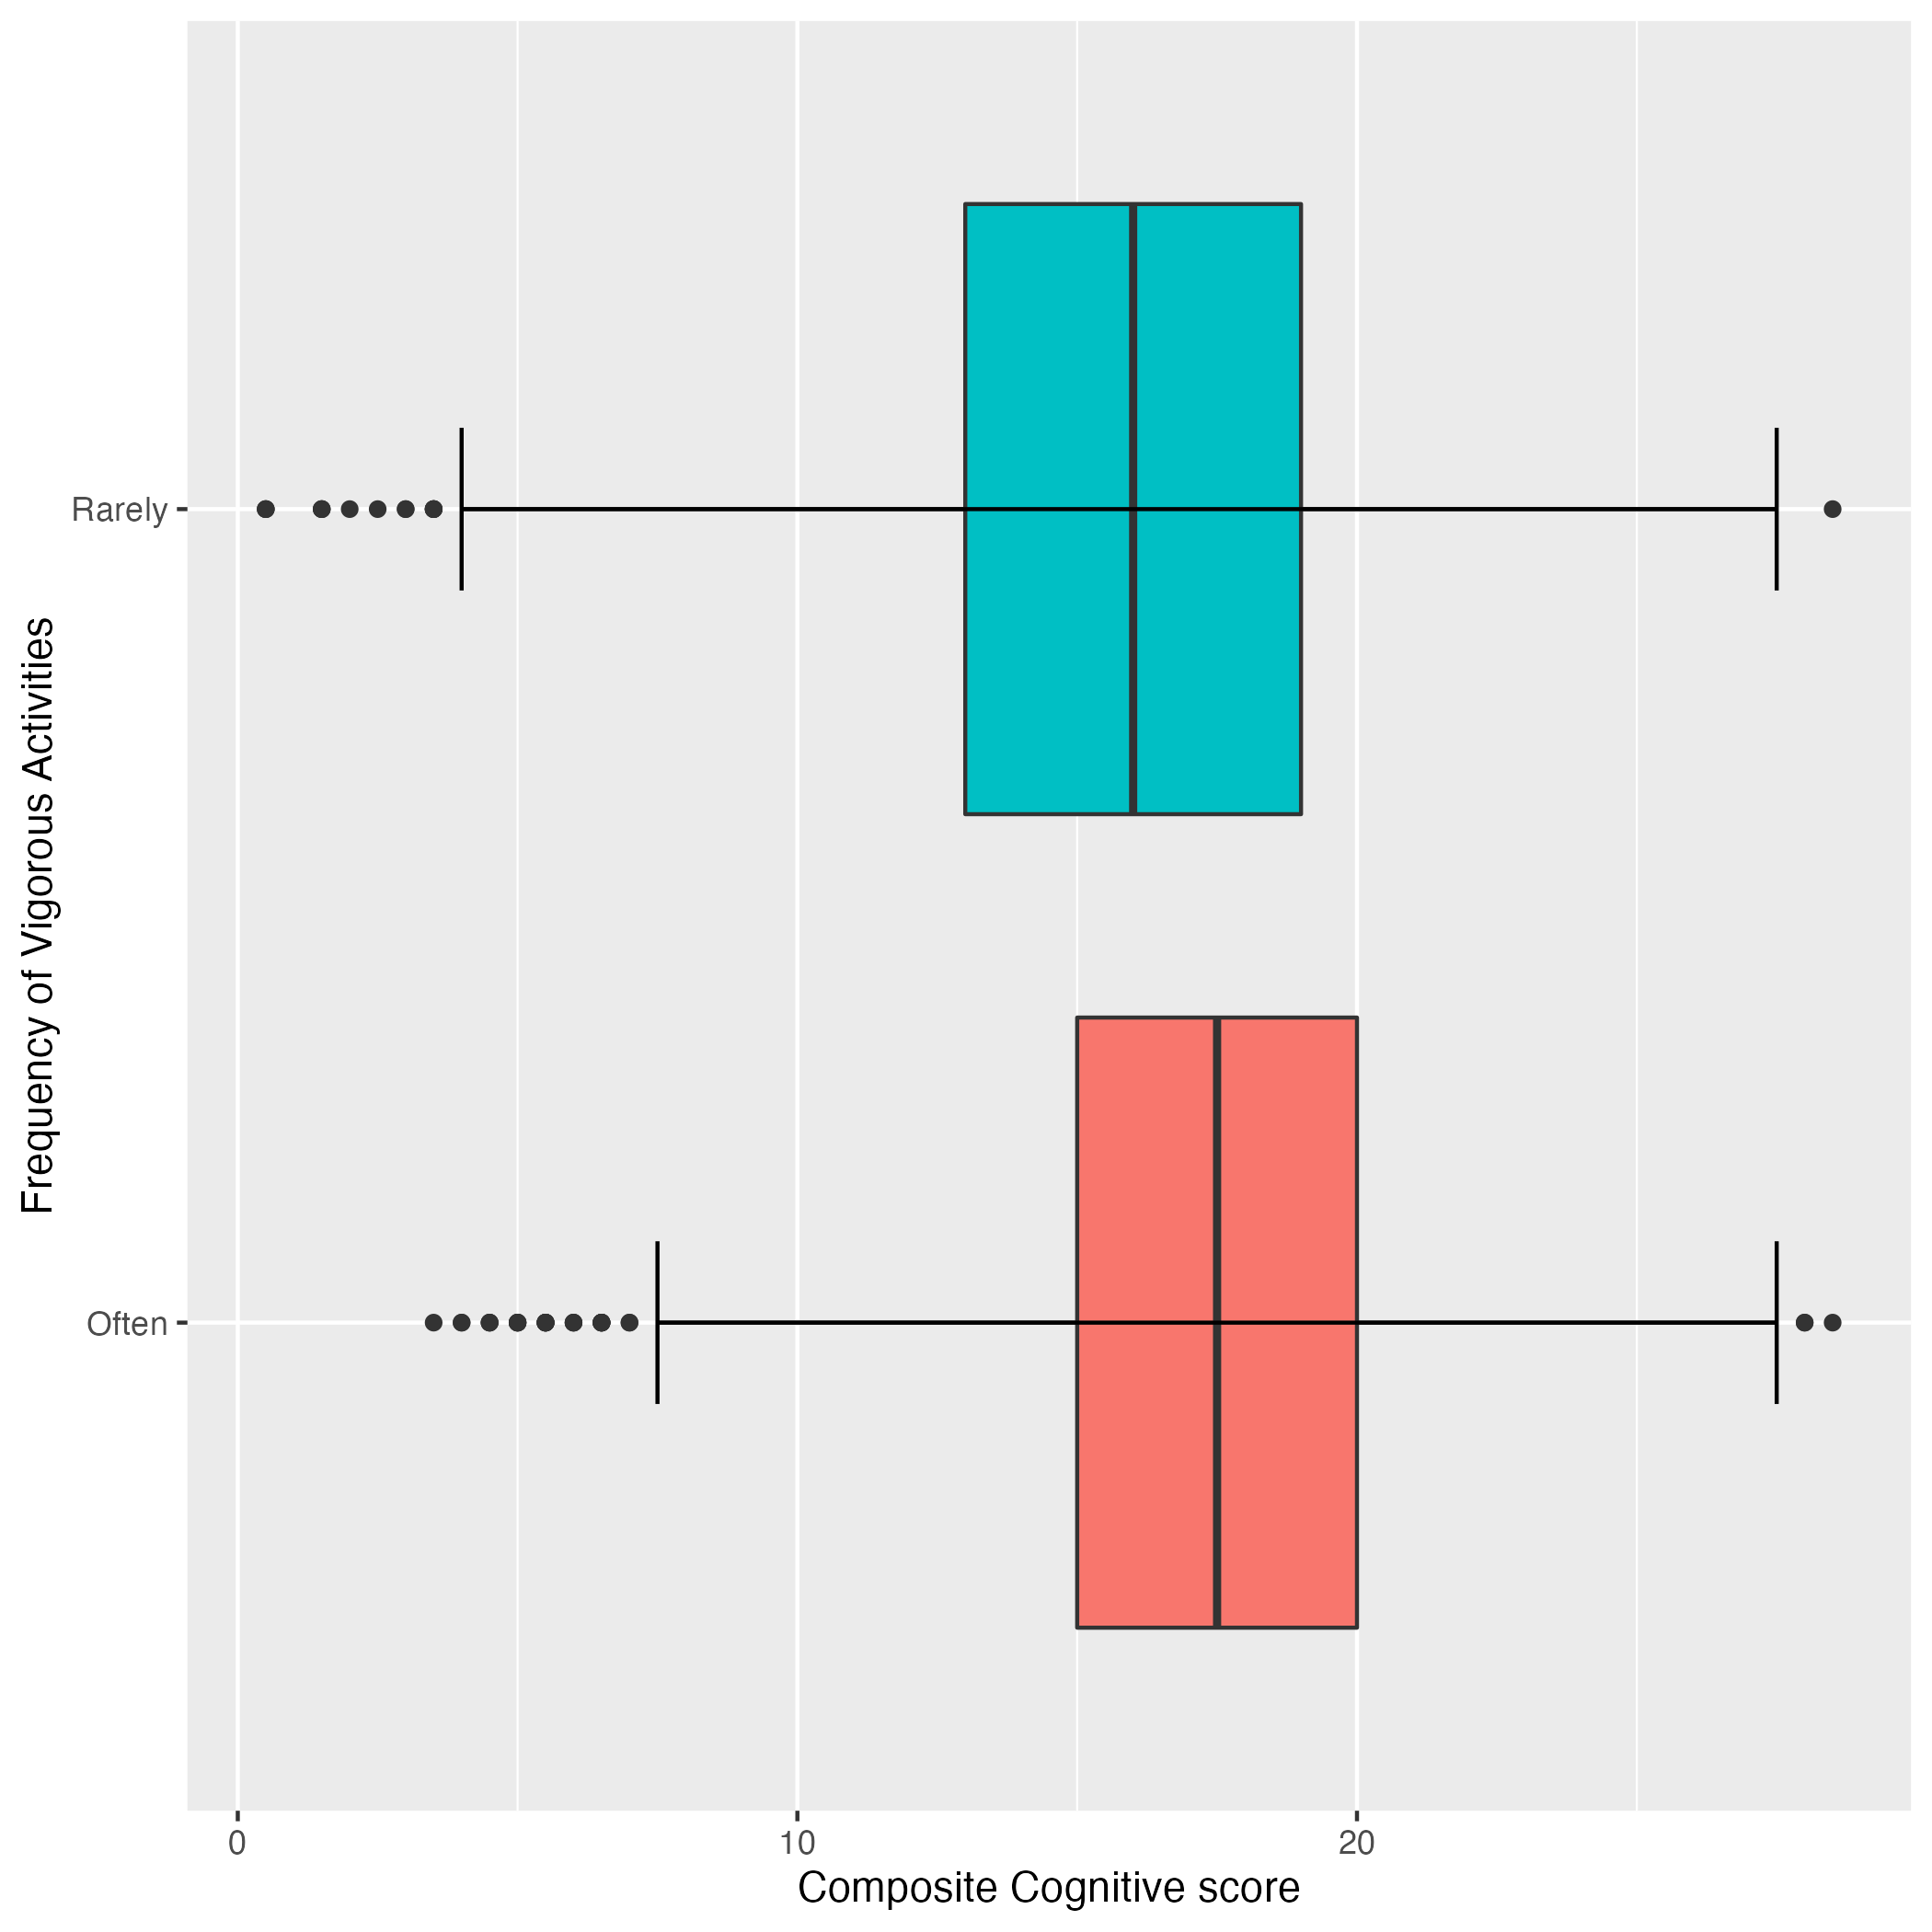 Frequency of Vigorous Activities
Rarely
Often
0
10
20
Composite Cognitive score